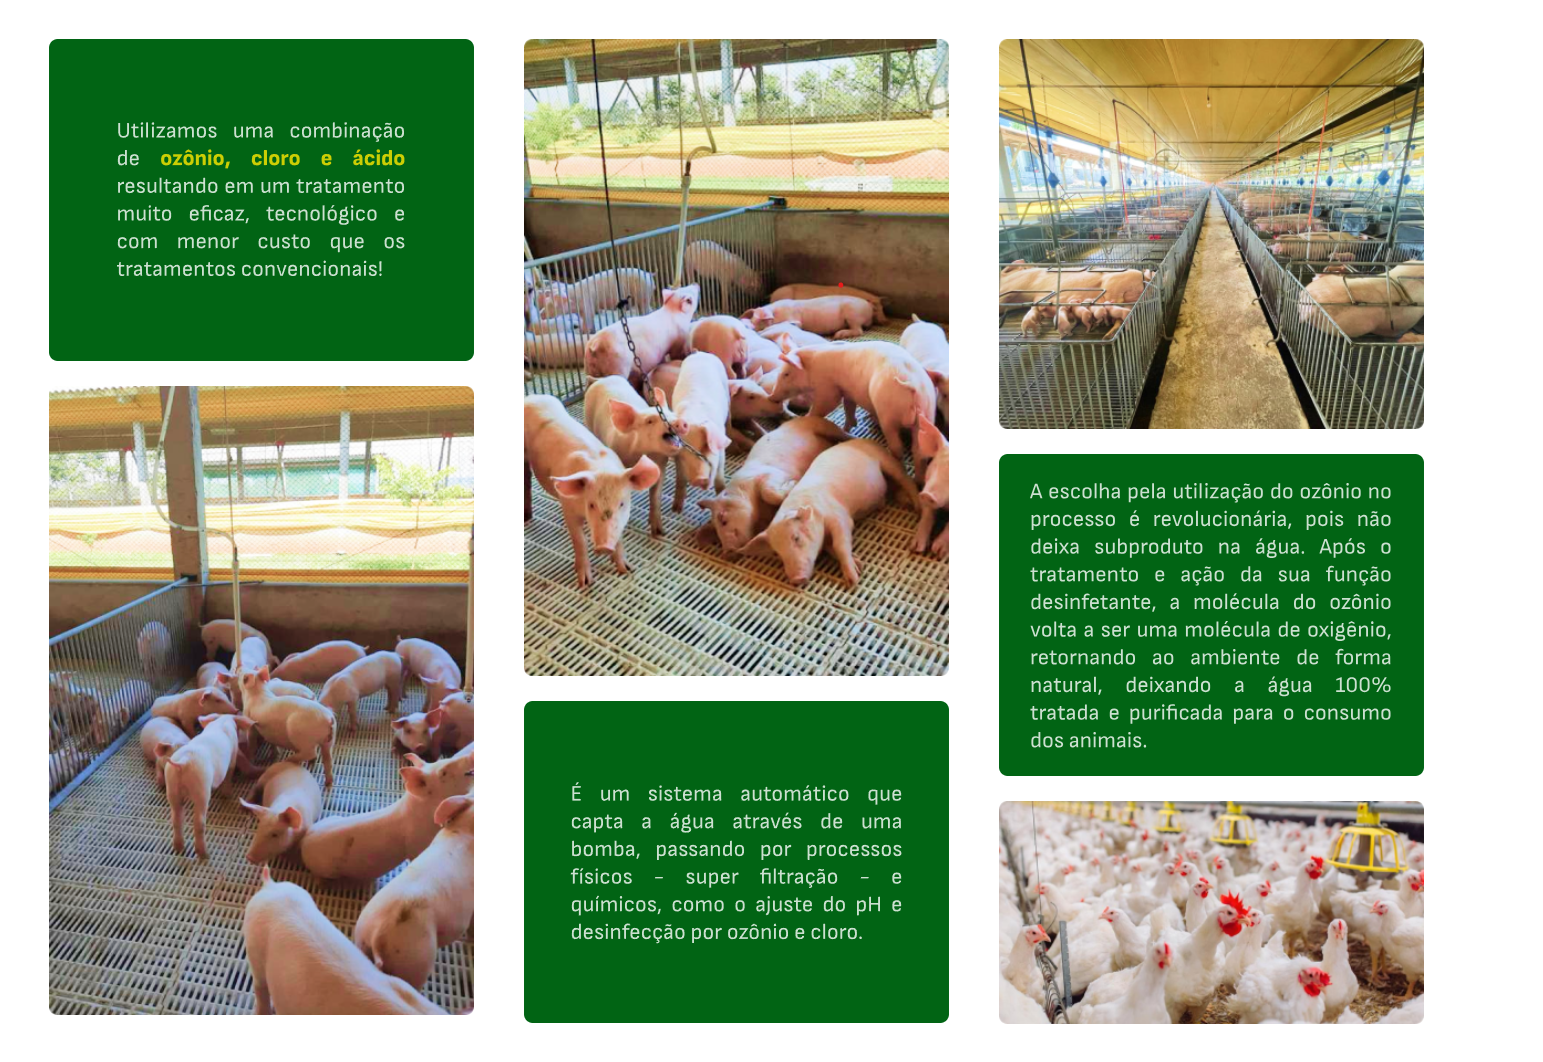 Utilizamos uma combinação
de ozônio, cloro e ácido
resultando em um tratamento
muito eficaz, tecnológico e
com menor custo que os
tratamentos convencionais!
É um sistema automático que
capta a água através de uma
bomba, passando por processos
físicos - super filtração - e
químicos, como o ajuste do pH e
desinfecção por ozônio e cloro.
A escolha pela utilização do ozônio no
processo é revolucionária, pois não
deixa subproduto na água. Após o
tratamento e ação da sua função
desinfetante, a molécula do ozônio
volta a ser uma molécula de oxigênio,
retornando ao ambiente de forma
natural, deixando a água 100%
tratada e purificada para o consumo
dos animais.